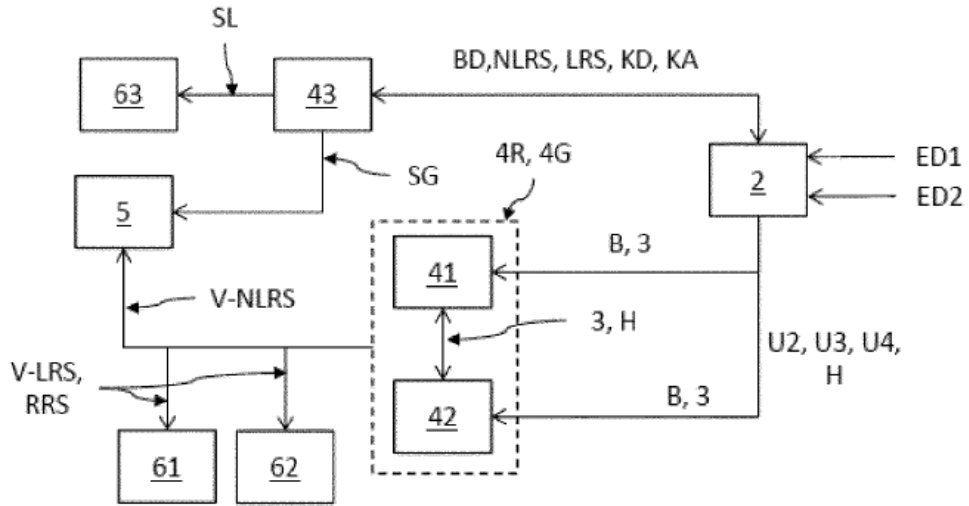 SL
BD,NLRS, LRS, KD, KA
63
43
4R, 4G
ED1
SG
2
5
ED2
B, 3
41
V-NLRS
3, H
U2, U3, U4,
H
V-LRS,
RRS
B, 3
42
61
62